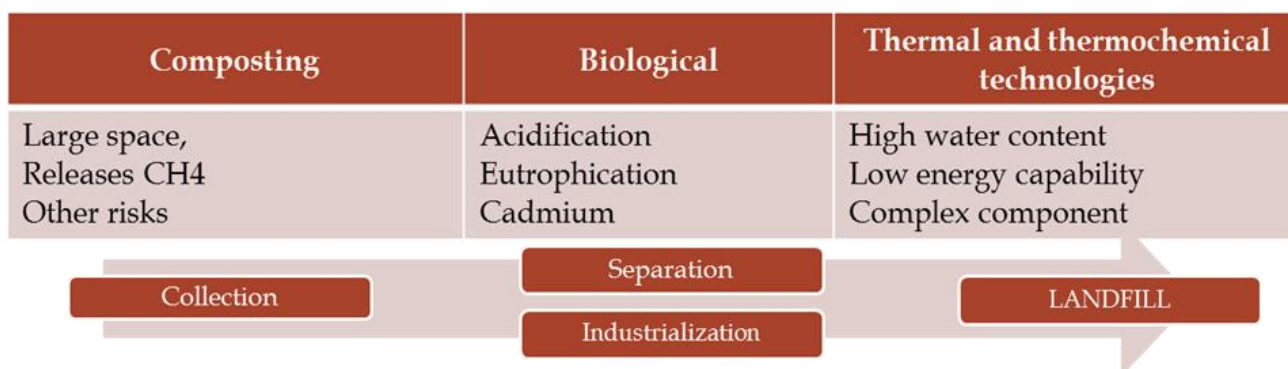 Composting
Biological
Thermal and thermochemical
technologies
Large space,
Releases CH4
Other risks
Acidification
Eutrophication
Cadmium
High water content
Low energy capability
Complex component
Collection
Separation
Industrialization
LANDFILL